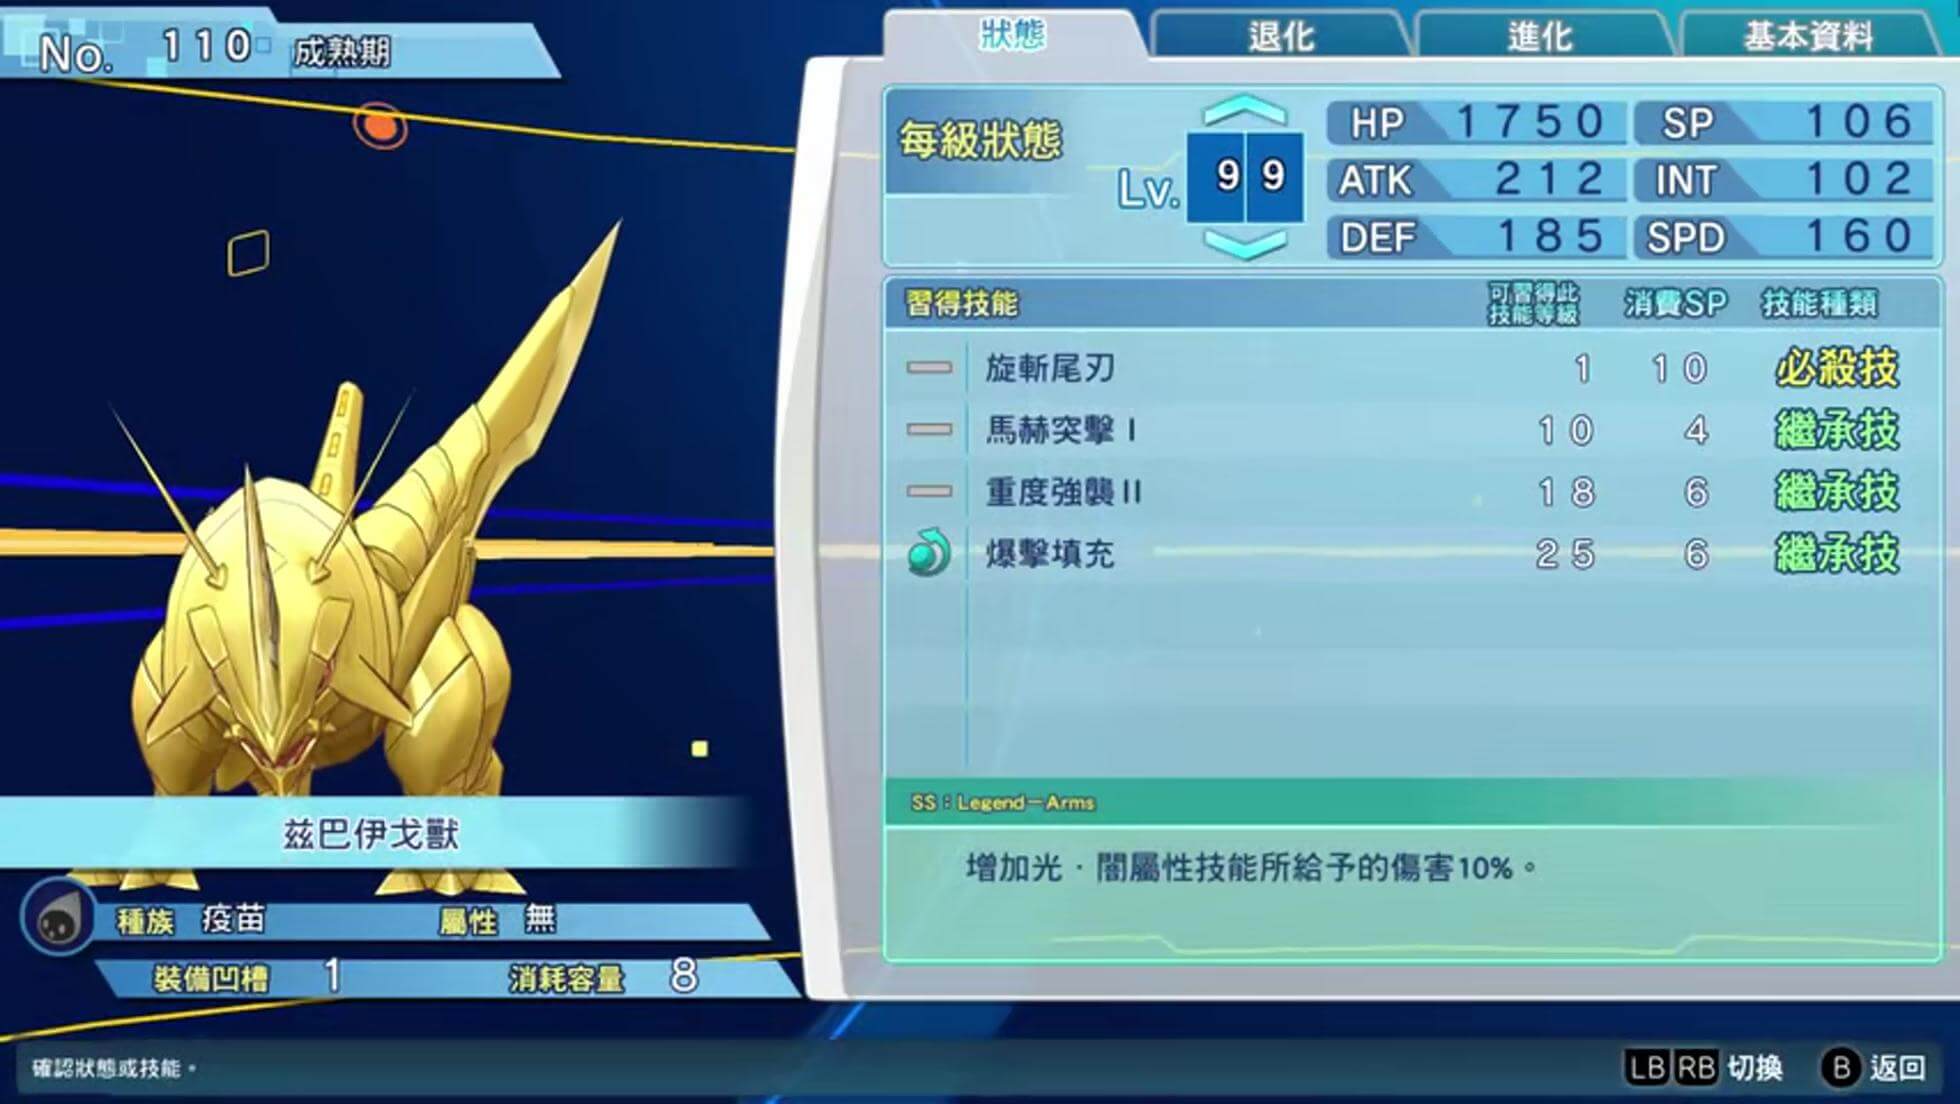 No. 110 成熟期
狀態 退化 進化 基本資料
每級狀態
Lv. 99
HP 1750 SP 106
ATK 212 INT 102
DEF 185 SPD 160
習得技能 可習得此技能等級 消費SP 技能種類
旋斬尾刃 1 10 必殺技
馬赫突擊 I 10 4 繼承技
重度強襲 II 18 6 繼承技
爆擊填充 25 6 繼承技
SS：Legend－Arms
增加光．闇屬性技能所給予的傷害10%。
茲巴伊戈獸
種族 疫苗 屬性 無
裝備凹槽 1 消耗容量 8
確認狀態或技能。
LB RB 切換 B 返回